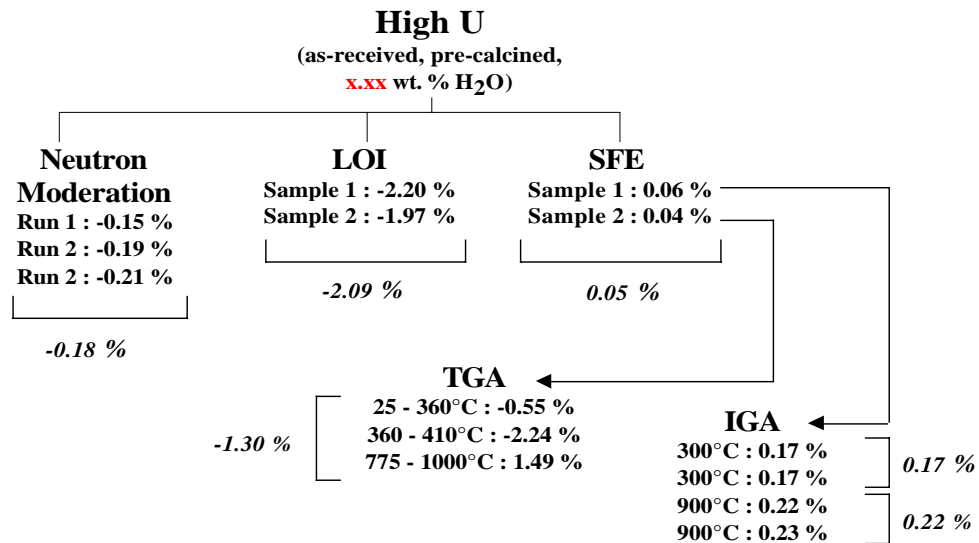 High U
(as-received, pre-calcined,
x.xx wt. % H₂O)
Neutron
Moderation
Run 1 : -0.15 %
Run 2 : -0.19 %
Run 2 : -0.21 %
-0.18 %
LOI
Sample 1 : -2.20 %
Sample 2 : -1.97 %
-2.09 %
SFE
Sample 1 : 0.06 %
Sample 2 : 0.04 %
0.05 %
TGA
25 - 360°C : -0.55 %
360 - 410°C : -2.24 %
775 - 1000°C : 1.49 %
-1.30 %
IGA
300°C : 0.17 %
300°C : 0.17 %
0.17 %
900°C : 0.22 %
900°C : 0.23 %
0.22 %